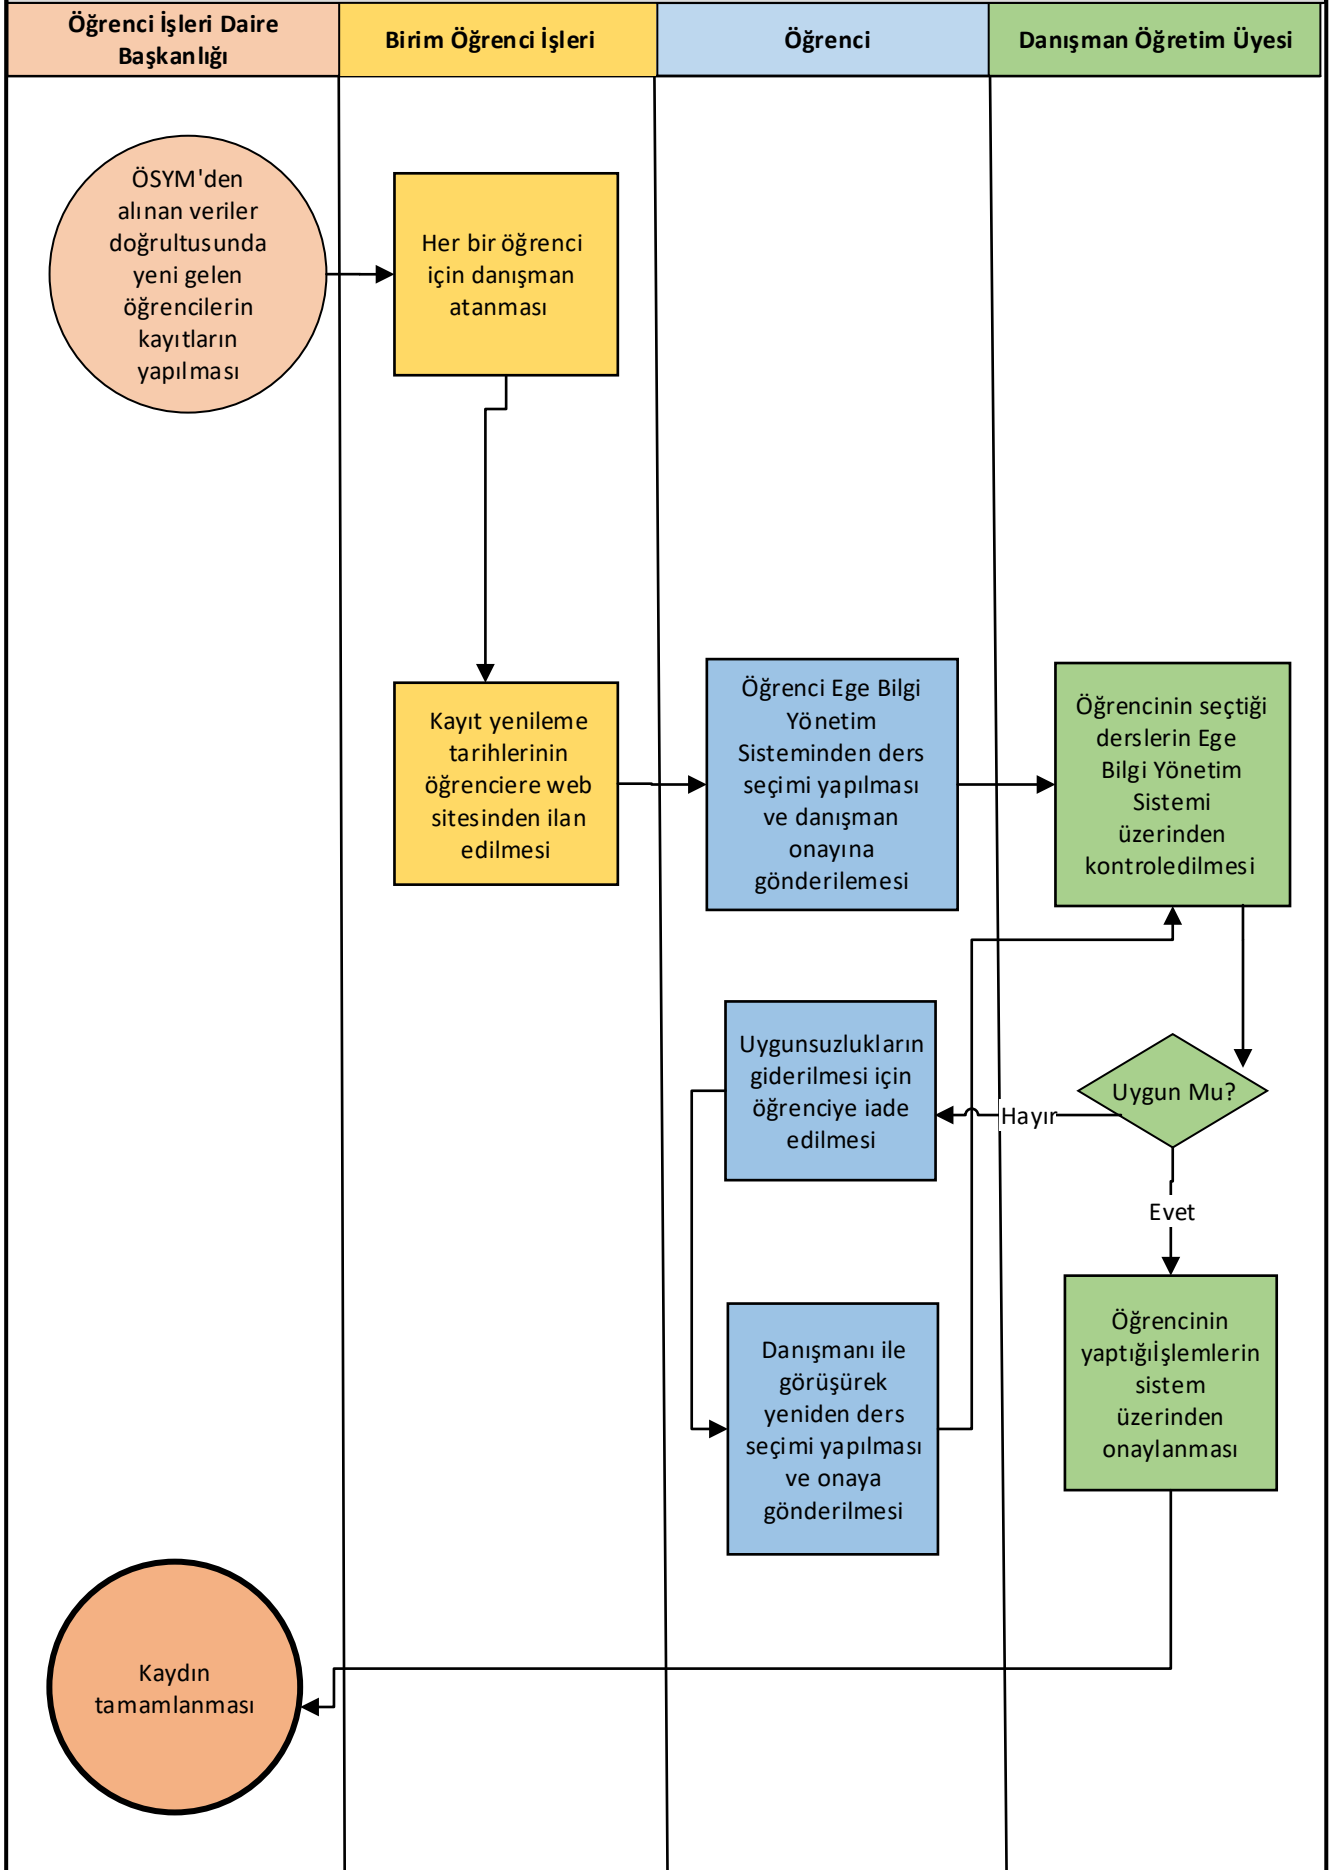 Öğrenci İşleri Daire
Başkanlığı
Birim Öğrenci İşleri
Öğrenci
Danışman Öğretim Üyesi
ÖSYM'den
alınan veriler
doğrultusunda
yeni gelen
öğrencilerin
kayıtların
yapılması
Her bir öğrenci
için danışman
atanması
Kayıt yenileme
tarihlerinin
öğrenciere web
sitesinden ilan
edilmesi
Öğrenci Ege Bilgi
Yönetim
Sisteminden ders
seçimi yapılması
ve danışman
onayına
gönderilemesi
Öğrencinin seçtiği
derslerin Ege
Bilgi Yönetim
Sistemi
üzerinden
kontroledilmesi
Uygunsuzlukların
giderilmesi için
öğrenciye iade
edilmesi
Hayır
Uygun Mu?
Evet
Danışmanı ile
görüşürek
yeniden ders
seçimi yapılması
ve onaya
gönderilmesi
Öğrencinin
yaptığıİşlemlerin
sistem
üzerinden
onaylanması
Kaydın
tamamlanması